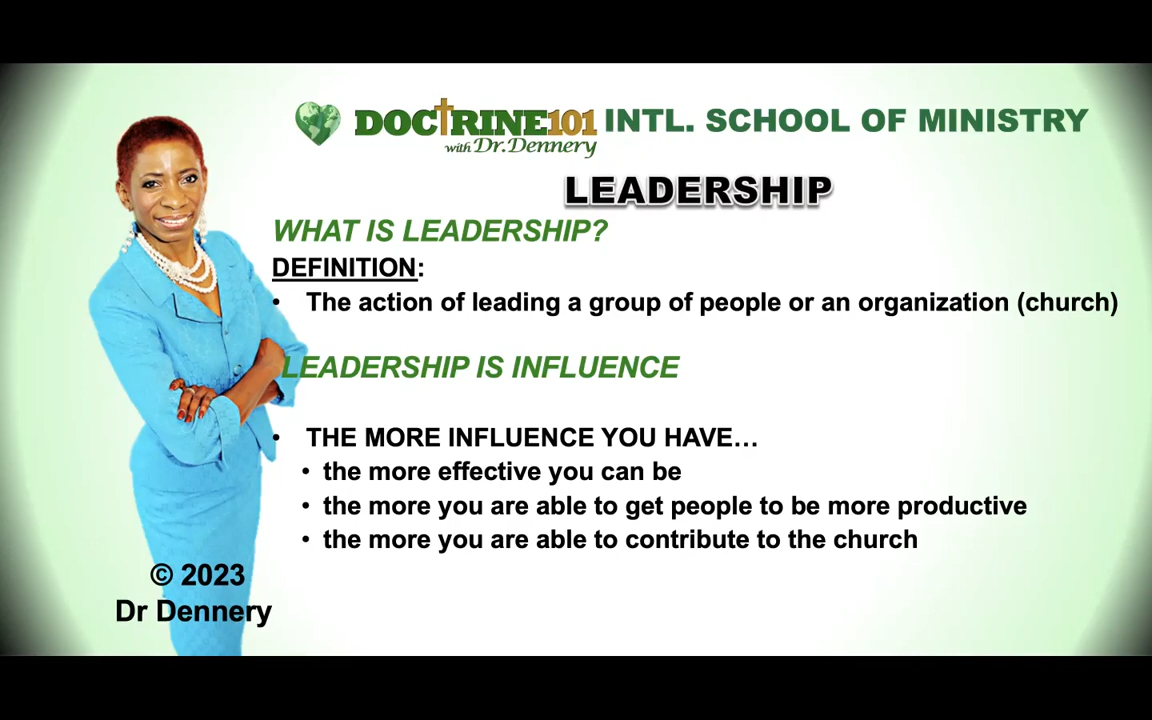 DOCTRINE101 INTL. SCHOOL OF MINISTRY
with Dr. Dennery
LEADERSHIP
WHAT IS LEADERSHIP?
DEFINITION:
• The action of leading a group of people or an organization (church)
LEADERSHIP IS INFLUENCE
• THE MORE INFLUENCE YOU HAVE…
• the more effective you can be
• the more you are able to get people to be more productive
• the more you are able to contribute to the church
© 2023
Dr Dennery